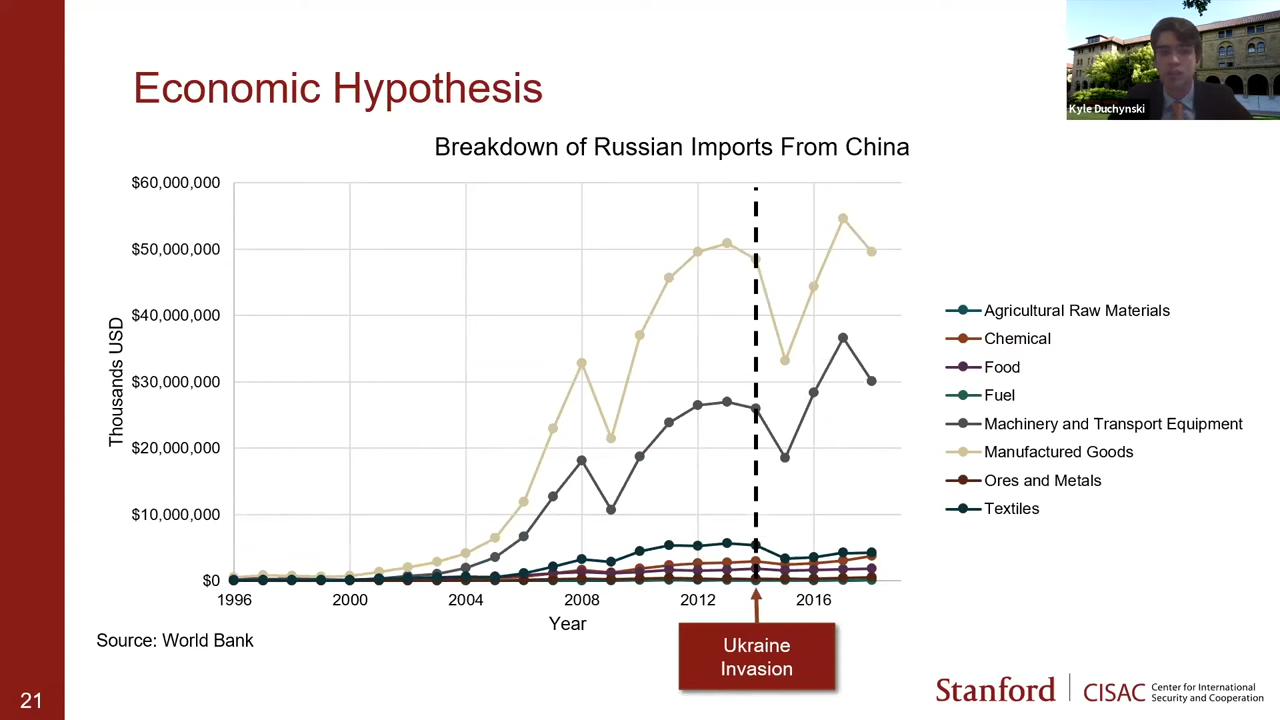 Economic Hypothesis
Kyle Duchynski
Breakdown of Russian Imports From China
$60,000,000
$50,000,000
$40,000,000
$30,000,000
$20,000,000
$10,000,000
$0
Thousands USD
1996 2000 2004 2008 2012 2016
Year
Agricultural Raw Materials
Chemical
Food
Fuel
Machinery and Transport Equipment
Manufactured Goods
Ores and Metals
Textiles
Source: World Bank
Ukraine
Invasion
21
Stanford
CISAC
Center for International
Security and Cooperation